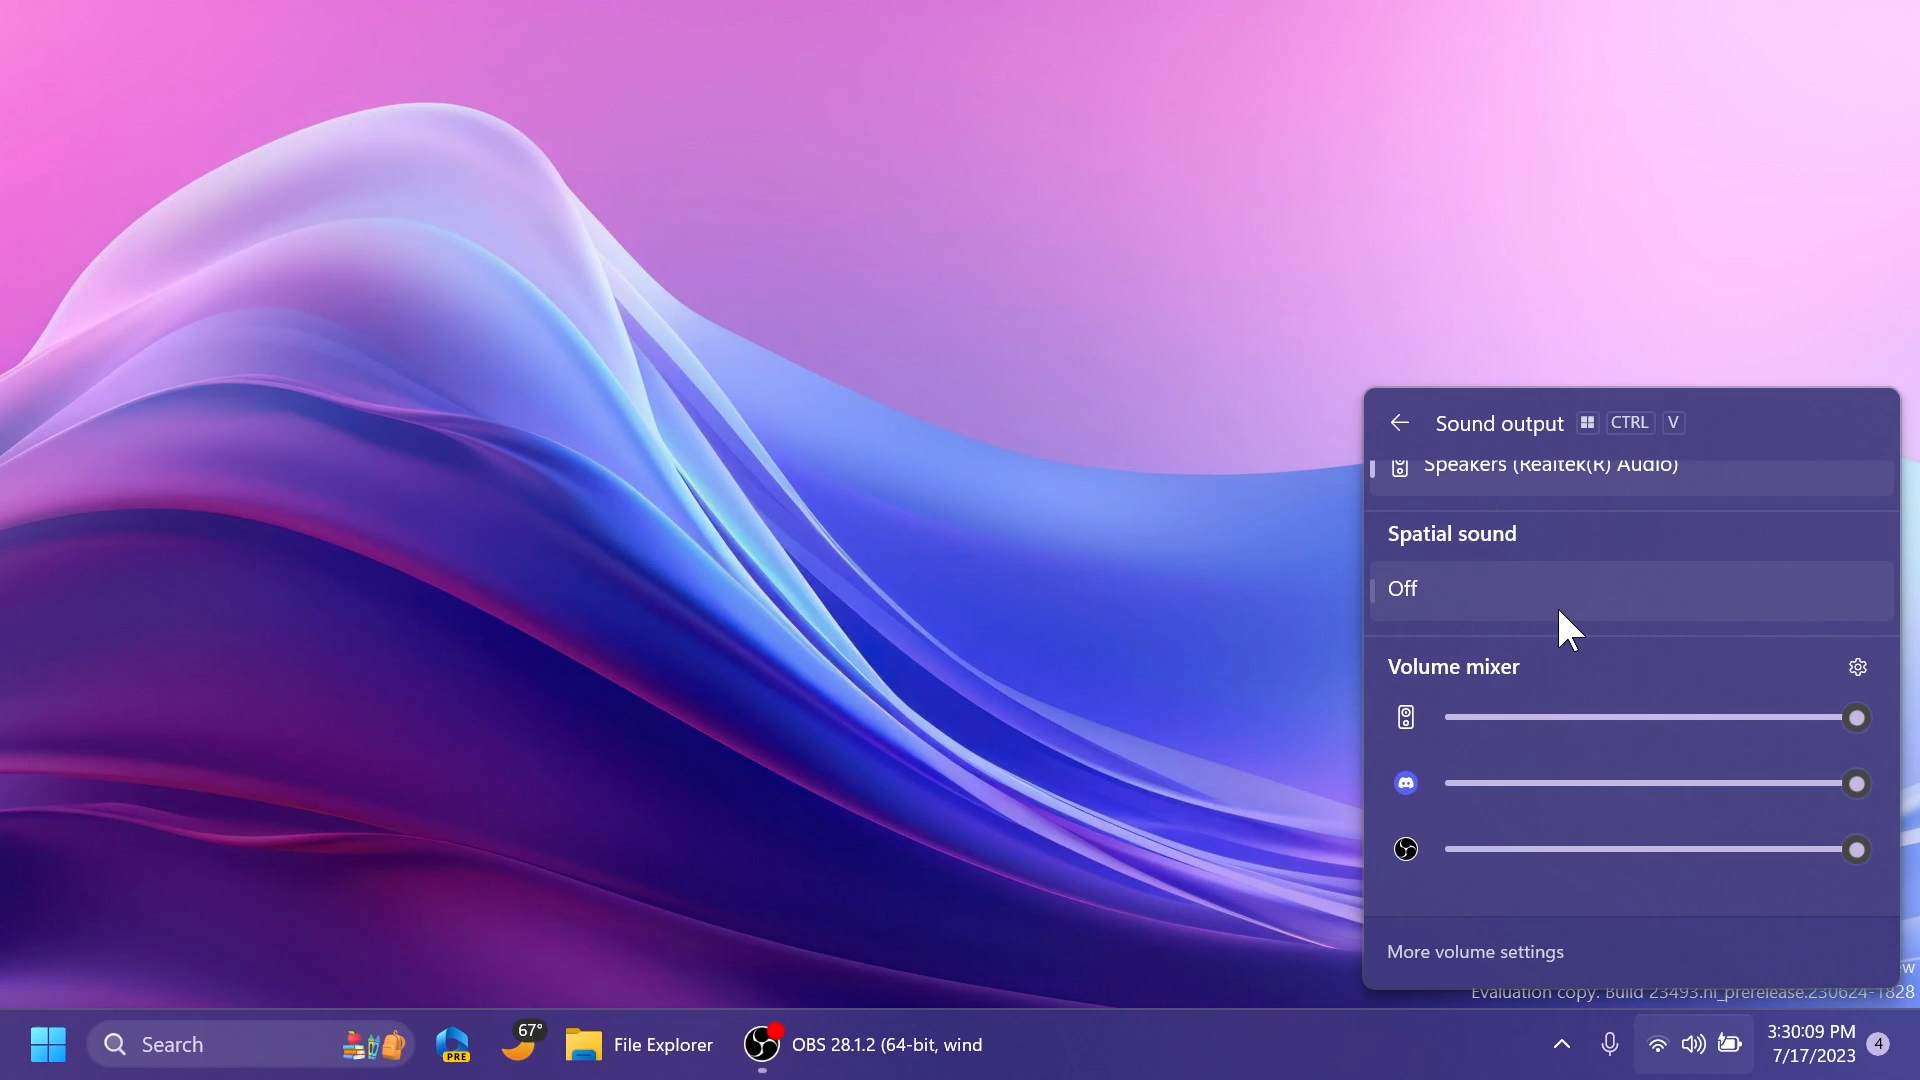 Sound output CTRL V
Speakers (Realtek(R) Audio)
Spatial sound
Off
Volume mixer
More volume settings
Evaluation copy. Build 23493.ni_prerelease.230624-1828
Search
PRE
67°
File Explorer
OBS 28.1.2 (64-bit, wind
3:30:09 PM
7/17/2023
4